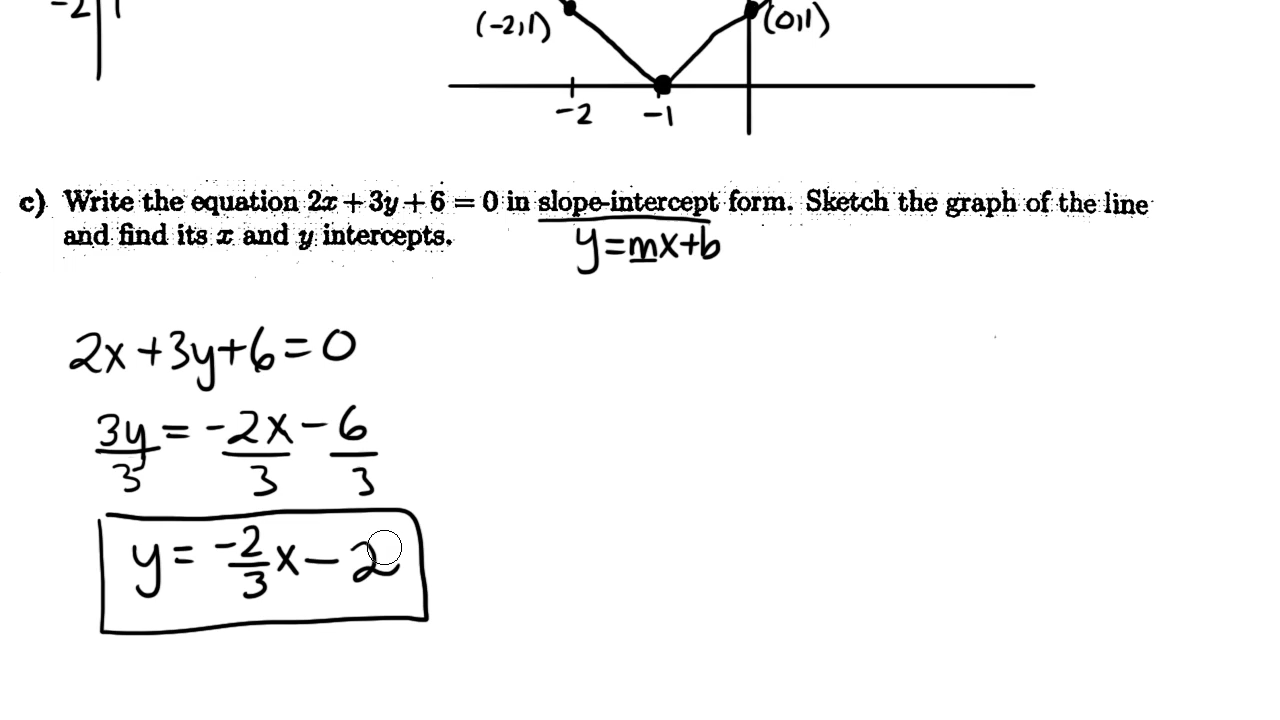 -2
(-2,1)
(0,1)
-2
-1
c) Write the equation 2x + 3y + 6 = 0 in slope-intercept form. Sketch the graph of the line
and find its x and y intercepts.
y=mx+b
2x+3y+6=0
3y/3 = -2x/3 - 6/3
y = -2/3 x - 2